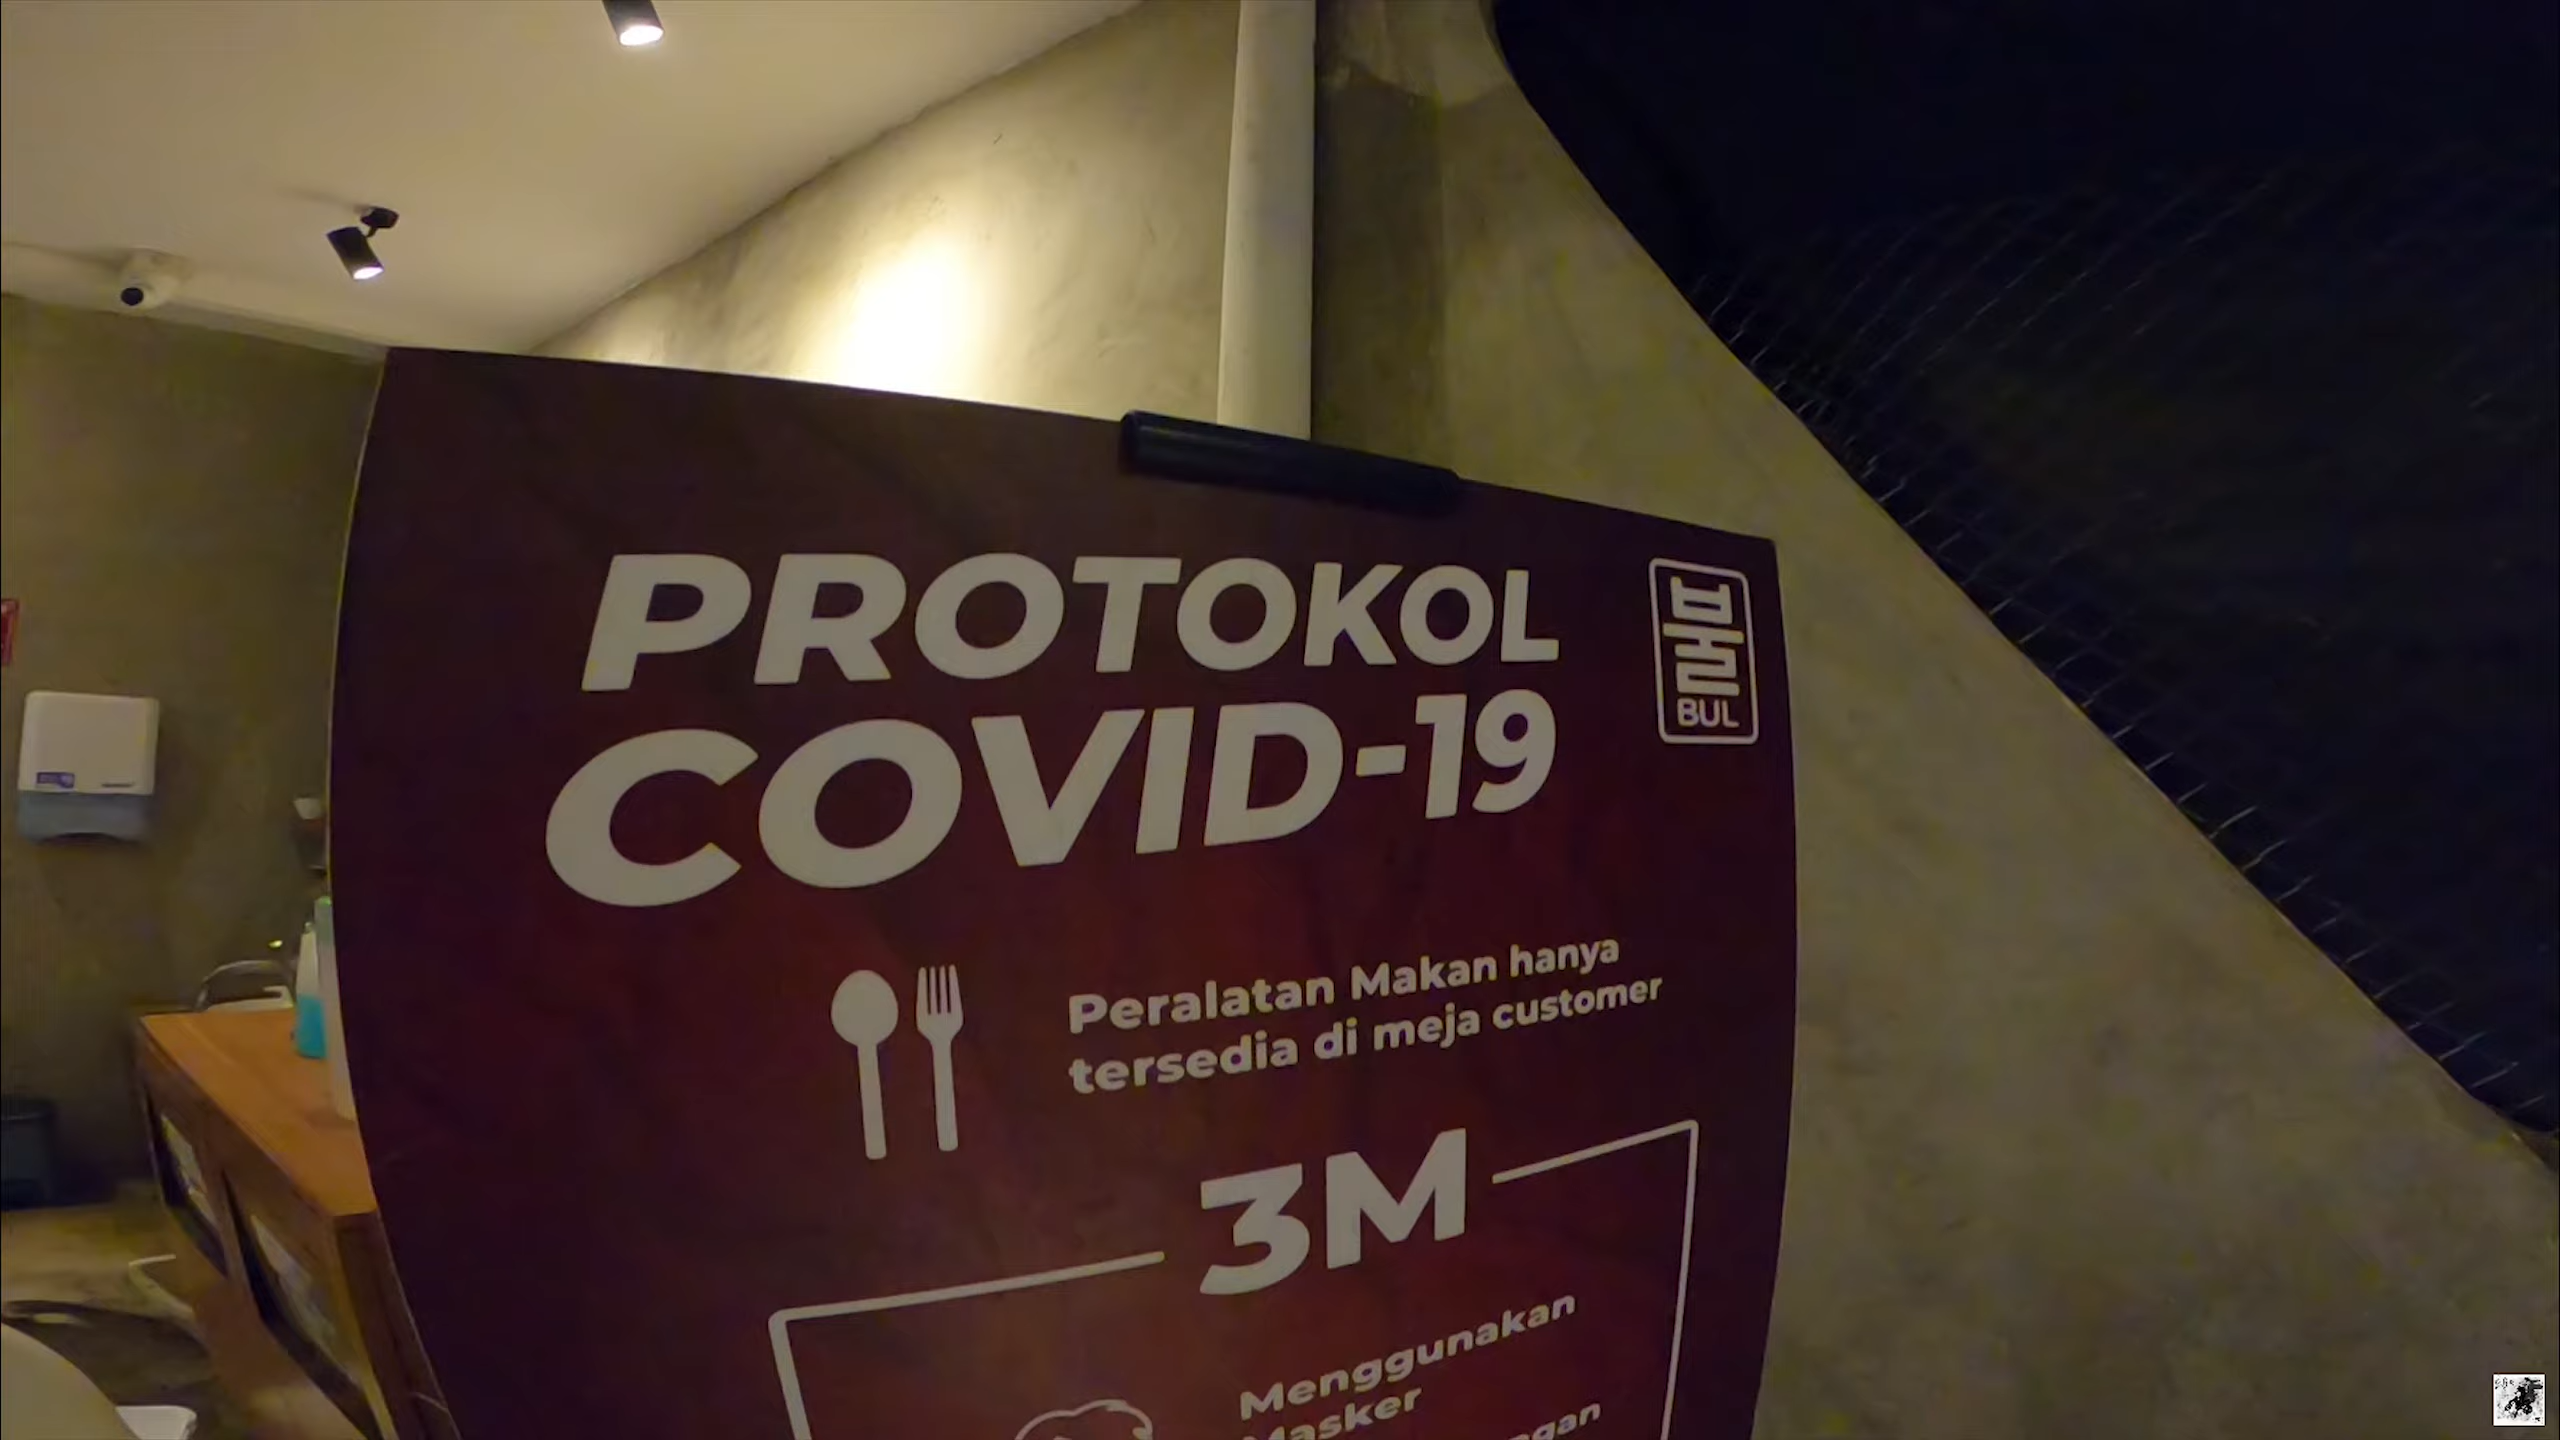 PROTOKOL
COVID-19
불
BUL
Peralatan Makan hanya
tersedia di meja customer
3M
Menggunakan
Masker